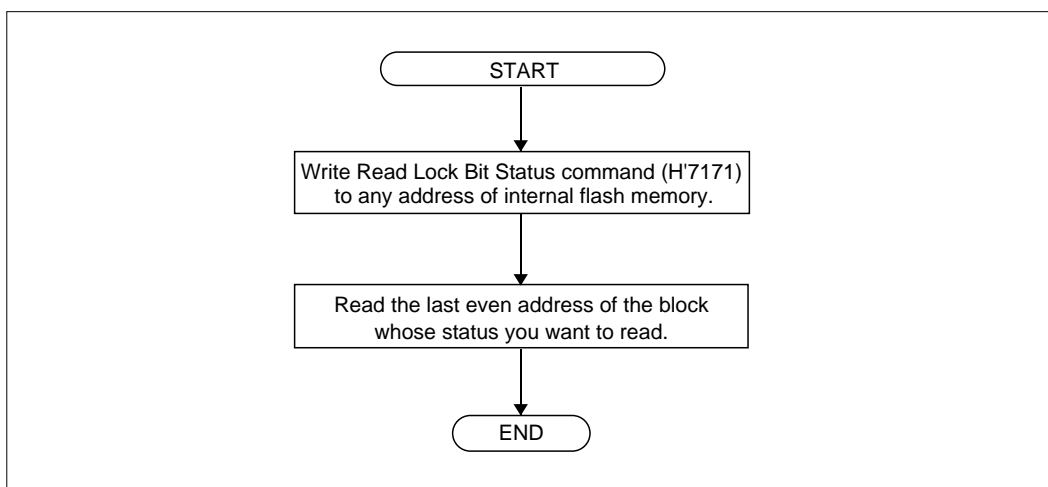 START
Write Read Lock Bit Status command (H'7171)
to any address of internal flash memory.
Read the last even address of the block
whose status you want to read.
END